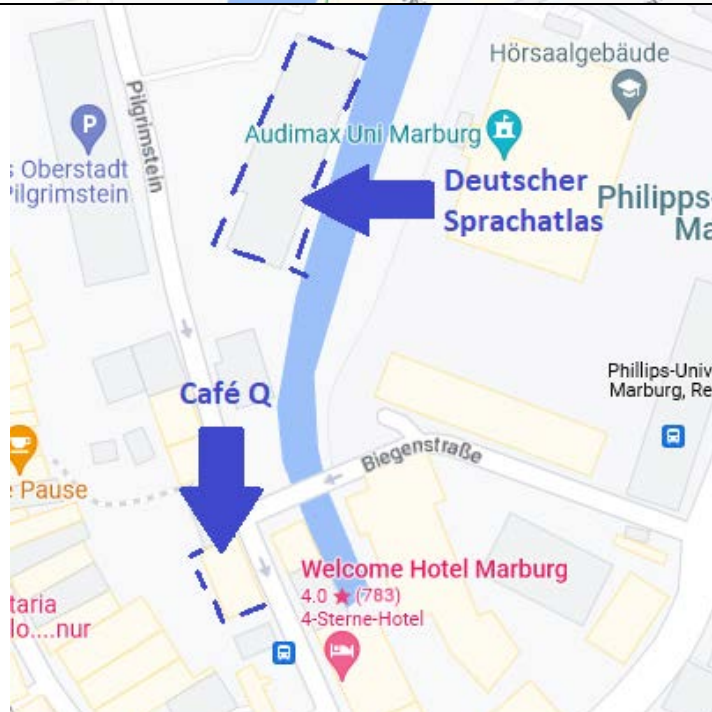 Hörsaalgebäude
Pilgrimstein
P
Audimax Uni Marburg
s Oberstadt
ilgrimstein
Deutscher
Sprachatlas
Philipps-
Ma
Phillips-Univ
Marburg, Re
Café Q
Biegenstraße
e Pause
Welcome Hotel Marburg
4.0 ★ (783)
4-Sterne-Hotel
taria
lo....nur